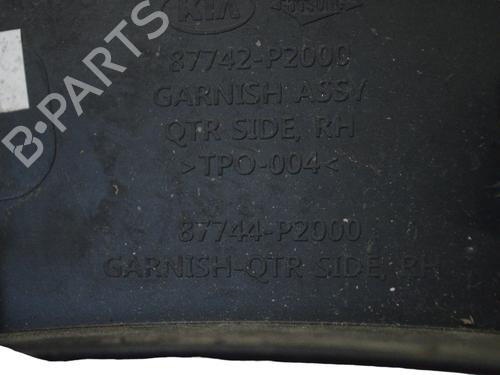 KIA
87742-P2000
GARNISH ASSY
QTR SIDE, RH
>TPO-004<
87744-P2000
GARNISH-QTR SIDE, RH
B-PARTS